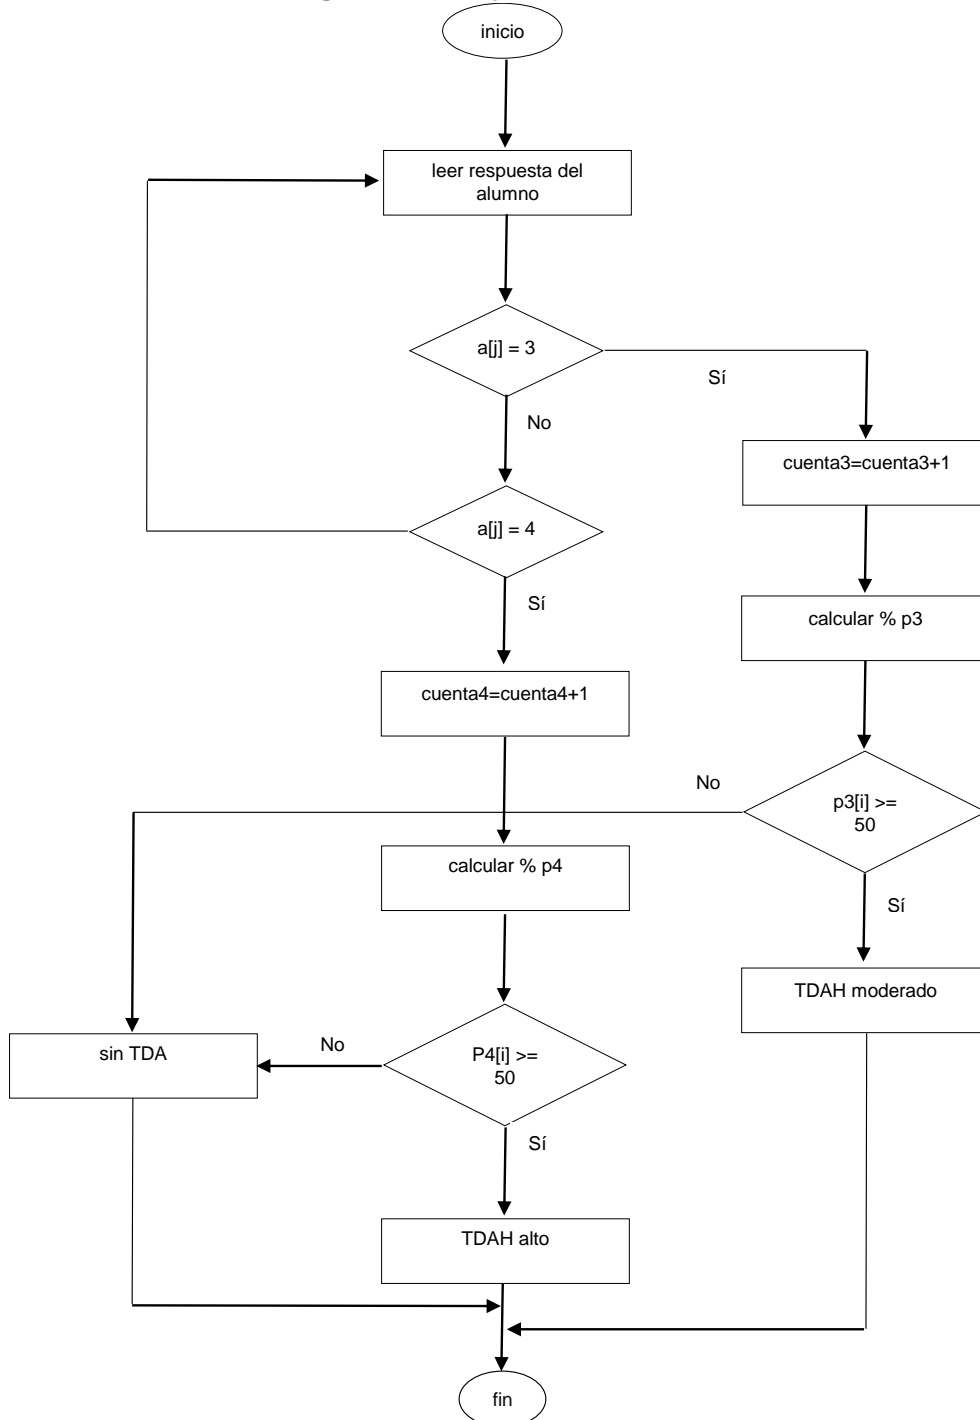 inicio
leer respuesta del
alumno
a[j] = 3
Sí
No
cuenta3=cuenta3+1
a[j] = 4
Sí
calcular % p3
cuenta4=cuenta4+1
No
p3[i] >=
50
calcular % p4
Sí
TDAH moderado
sin TDA
No
P4[i] >=
50
Sí
TDAH alto
fin